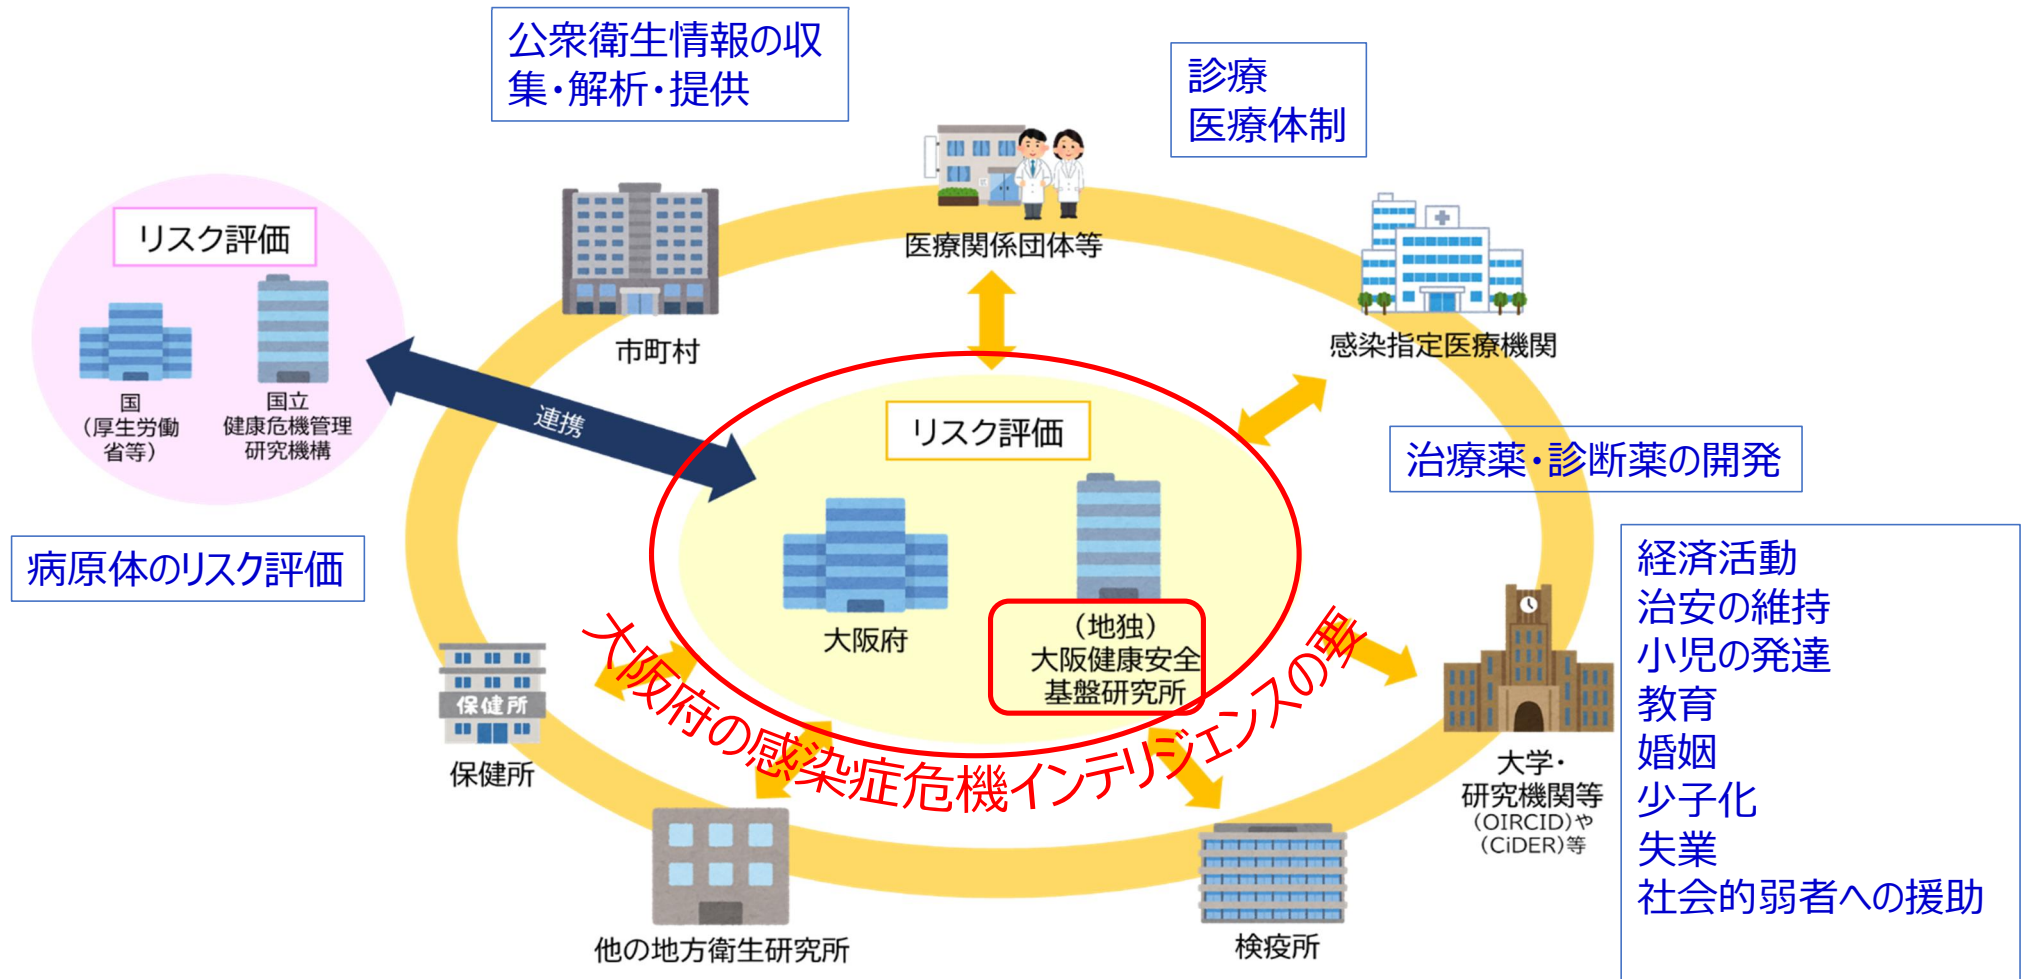 公衆衛生情報の収
集・解析・提供
診療
医療体制
リスク評価
国
（厚生労働
省等）
国立
健康危機管理
研究機構
連携
市町村
医療関係団体等
感染指定医療機関
リスク評価
治療薬・診断薬の開発
病原体のリスク評価
大阪府
（地独）
大阪健康安全
基盤研究所
大阪府の感染症危機インテリジェンスの要
保健所
保健所
他の地方衛生研究所
検疫所
大学・
研究機関等
（OIRCID）や
（CiDER）等
経済活動
治安の維持
小児の発達
教育
婚姻
少子化
失業
社会的弱者への援助